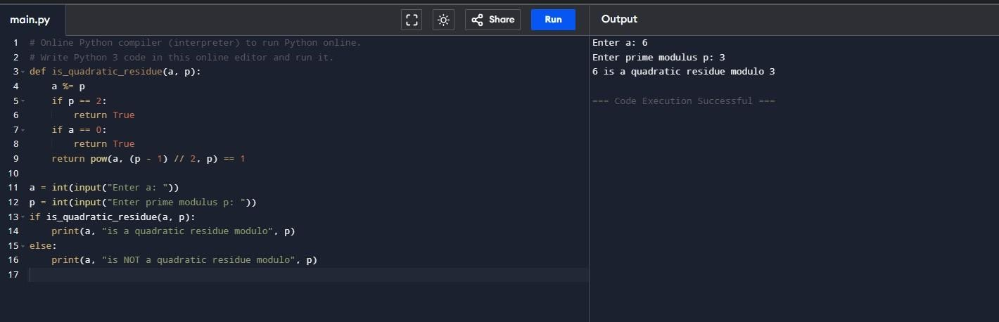 main.py
Share
Run
Output
1 # Online Python compiler (interpreter) to run Python online.
2 # Write Python 3 code in this online editor and run it.
3 def is_quadratic_residue(a, p):
4     a %= p
5     if p == 2:
6         return True
7     if a == 0:
8         return True
9     return pow(a, (p - 1) // 2, p) == 1
10
11 a = int(input("Enter a: "))
12 p = int(input("Enter prime modulus p: "))
13 if is_quadratic_residue(a, p):
14     print(a, "is a quadratic residue modulo", p)
15 else:
16     print(a, "is NOT a quadratic residue modulo", p)
17
Enter a: 6
Enter prime modulus p: 3
6 is a quadratic residue modulo 3
=== Code Execution Successful ===